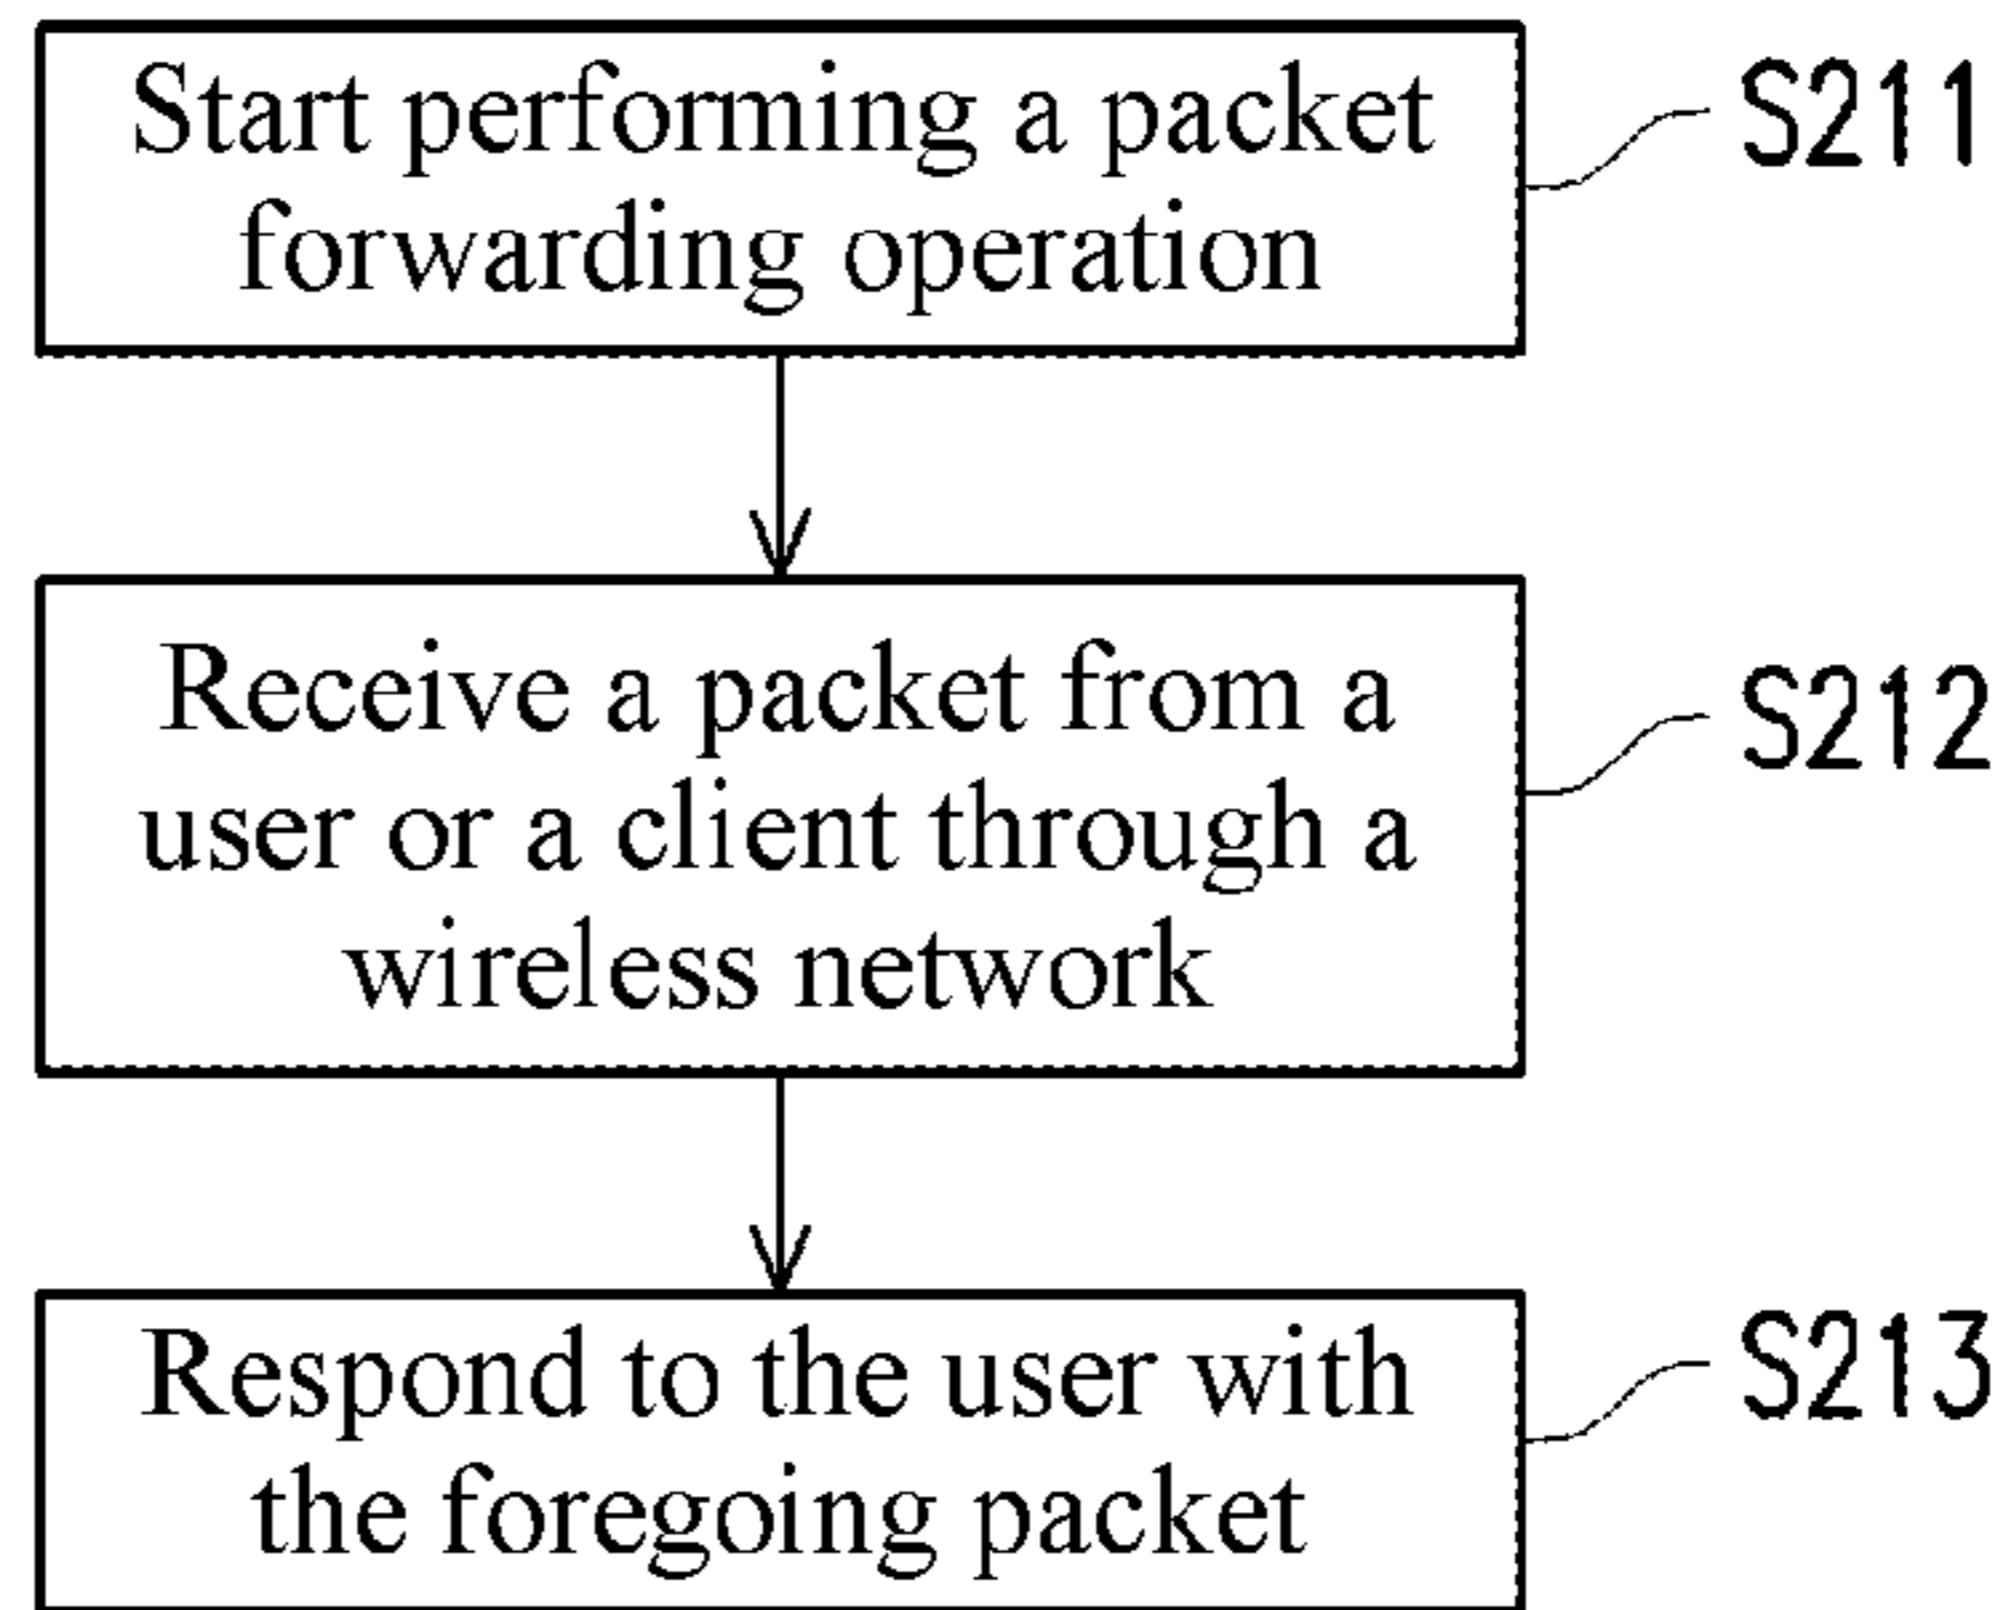 Start performing a packet
forwarding operation
S211
Receive a packet from a
user or a client through a
wireless network
S212
Respond to the user with
the foregoing packet
S213